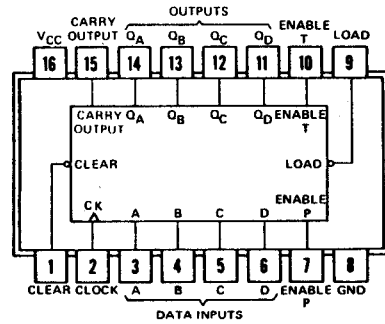 OUTPUTS
VCC CARRY OUTPUT QA QB QC QD ENABLE T LOAD
16 15 14 13 12 11 10 9
CARRY OUTPUT QA QB QC QD ENABLE T
CLEAR LOAD
CK A B C D ENABLE P
1 2 3 4 5 6 7 8
CLEAR CLOCK A B C D ENABLE P GND
DATA INPUTS